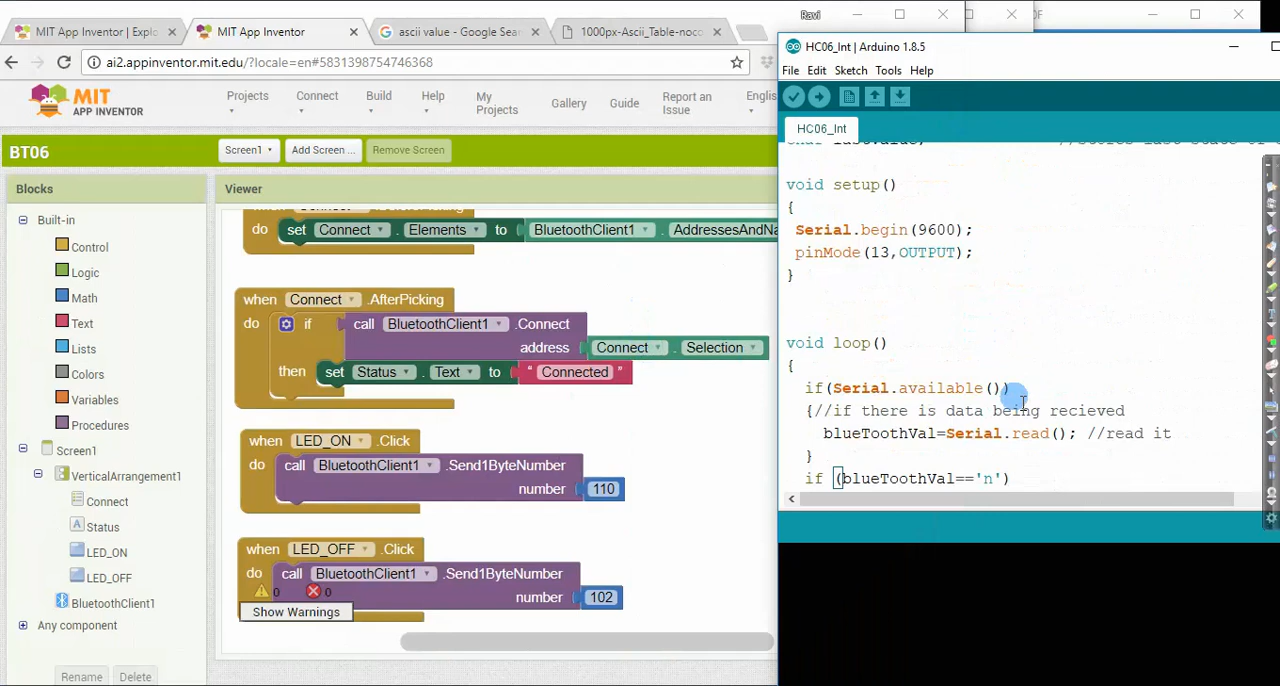 MIT App Inventor | Explo
MIT App Inventor
ascii value - Google Sear
1000px-Ascii_Table-noco
Ravi
ai2.appinventor.mit.edu/?locale=en#5831398754746368
MIT
APP INVENTOR
Projects
Connect
Build
Help
My Projects
Gallery
Guide
Report an Issue
Englis
BT06
Screen1
Add Screen ...
Remove Screen
Blocks
Viewer
Built-in
Control
Logic
Math
Text
Lists
Colors
Variables
Procedures
Screen1
VerticalArrangement1
Connect
A Status
LED_ON
LED_OFF
BluetoothClient1
Any component
Rename
Delete
do set Connect . Elements to BluetoothClient1 . AddressesAndNa
when Connect .AfterPicking
do if call BluetoothClient1 .Connect
address Connect . Selection
then set Status . Text to " Connected "
when LED_ON .Click
do call BluetoothClient1 .Send1ByteNumber
number 110
when LED_OFF .Click
do call BluetoothClient1 .Send1ByteNumber
0 0
number 102
Show Warnings
HC06_Int | Arduino 1.8.5
File Edit Sketch Tools Help
HC06_Int
void setup()
{
Serial.begin(9600);
pinMode(13,OUTPUT);
}
void loop()
{
if(Serial.available())
{//if there is data being recieved
blueToothVal=Serial.read(); //read it
}
if (blueToothVal=='n')